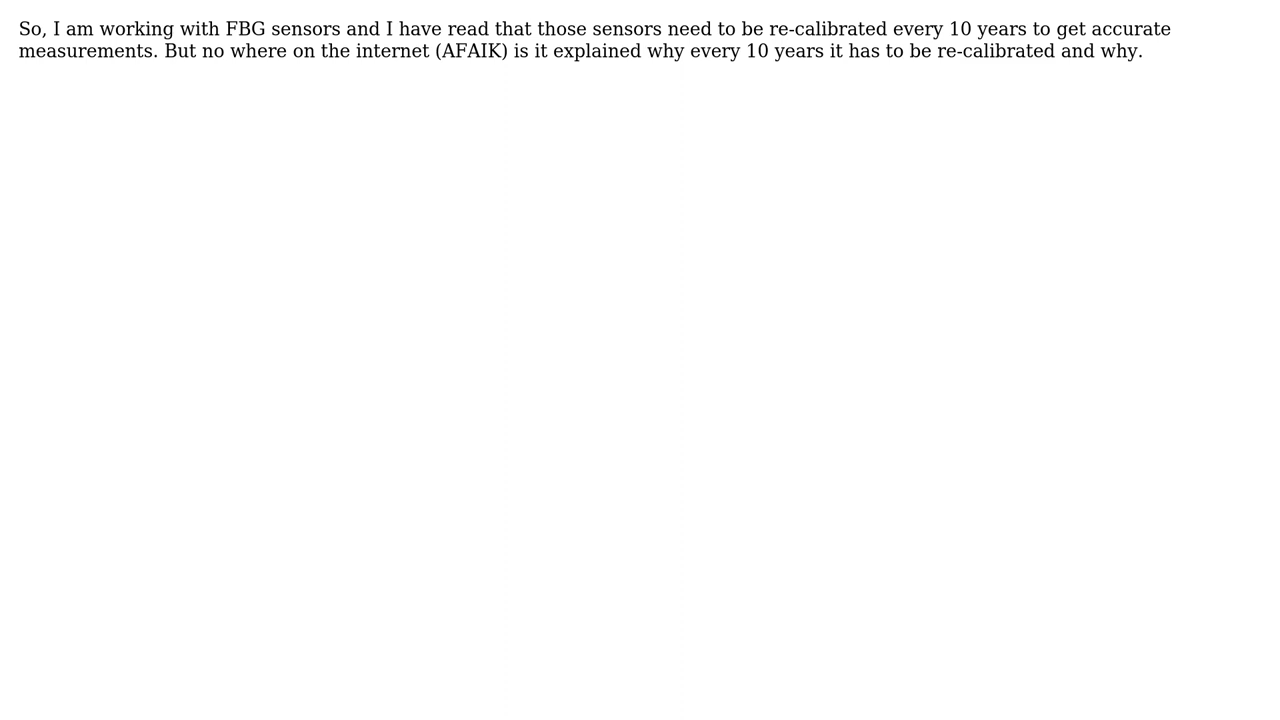 So, I am working with FBG sensors and I have read that those sensors need to be re-calibrated every 10 years to get accurate
measurements. But no where on the internet (AFAIK) is it explained why every 10 years it has to be re-calibrated and why.